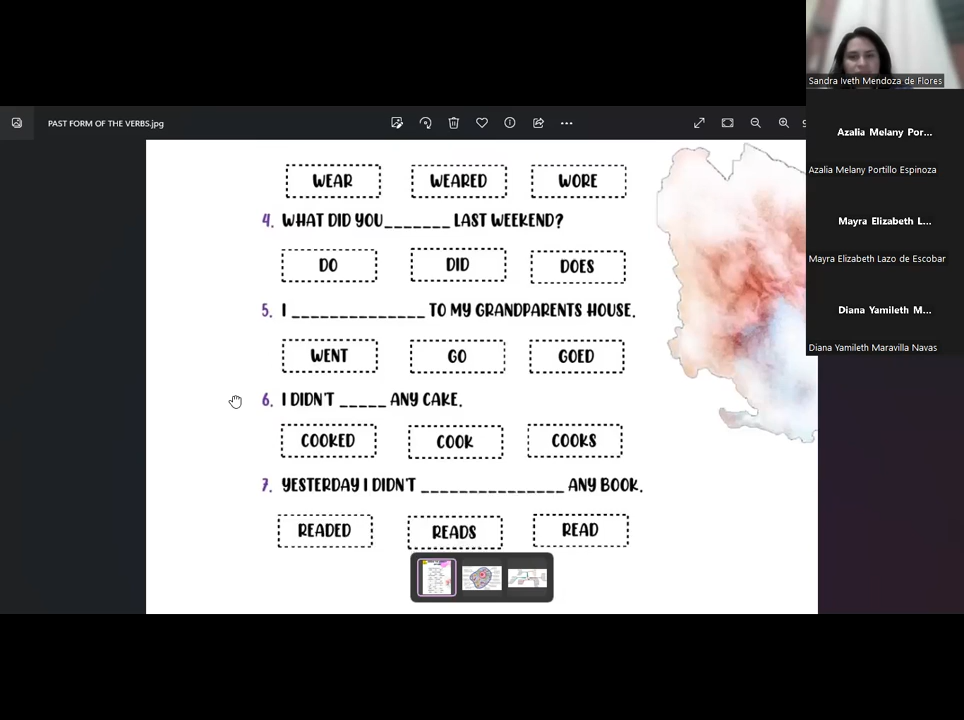 Sandra Iveth Mendoza de Flores
PAST FORM OF THE VERBS.jpg
Azalia Melany Por...
Azalia Melany Portillo Espinoza
WEAR WEARED WORE
4. WHAT DID YOU_______ LAST WEEKEND?
Mayra Elizabeth L...
Mayra Elizabeth Lazo de Escobar
DO DID DOES
5. I ______________ TO MY GRANDPARENTS HOUSE.
Diana Yamileth M...
Diana Yamileth Maravilla Navas
WENT GO GOED
6. I DIDN'T _____ ANY CAKE.
COOKED COOK COOKS
7. YESTERDAY I DIDN'T _______________ ANY BOOK.
READED READS READ